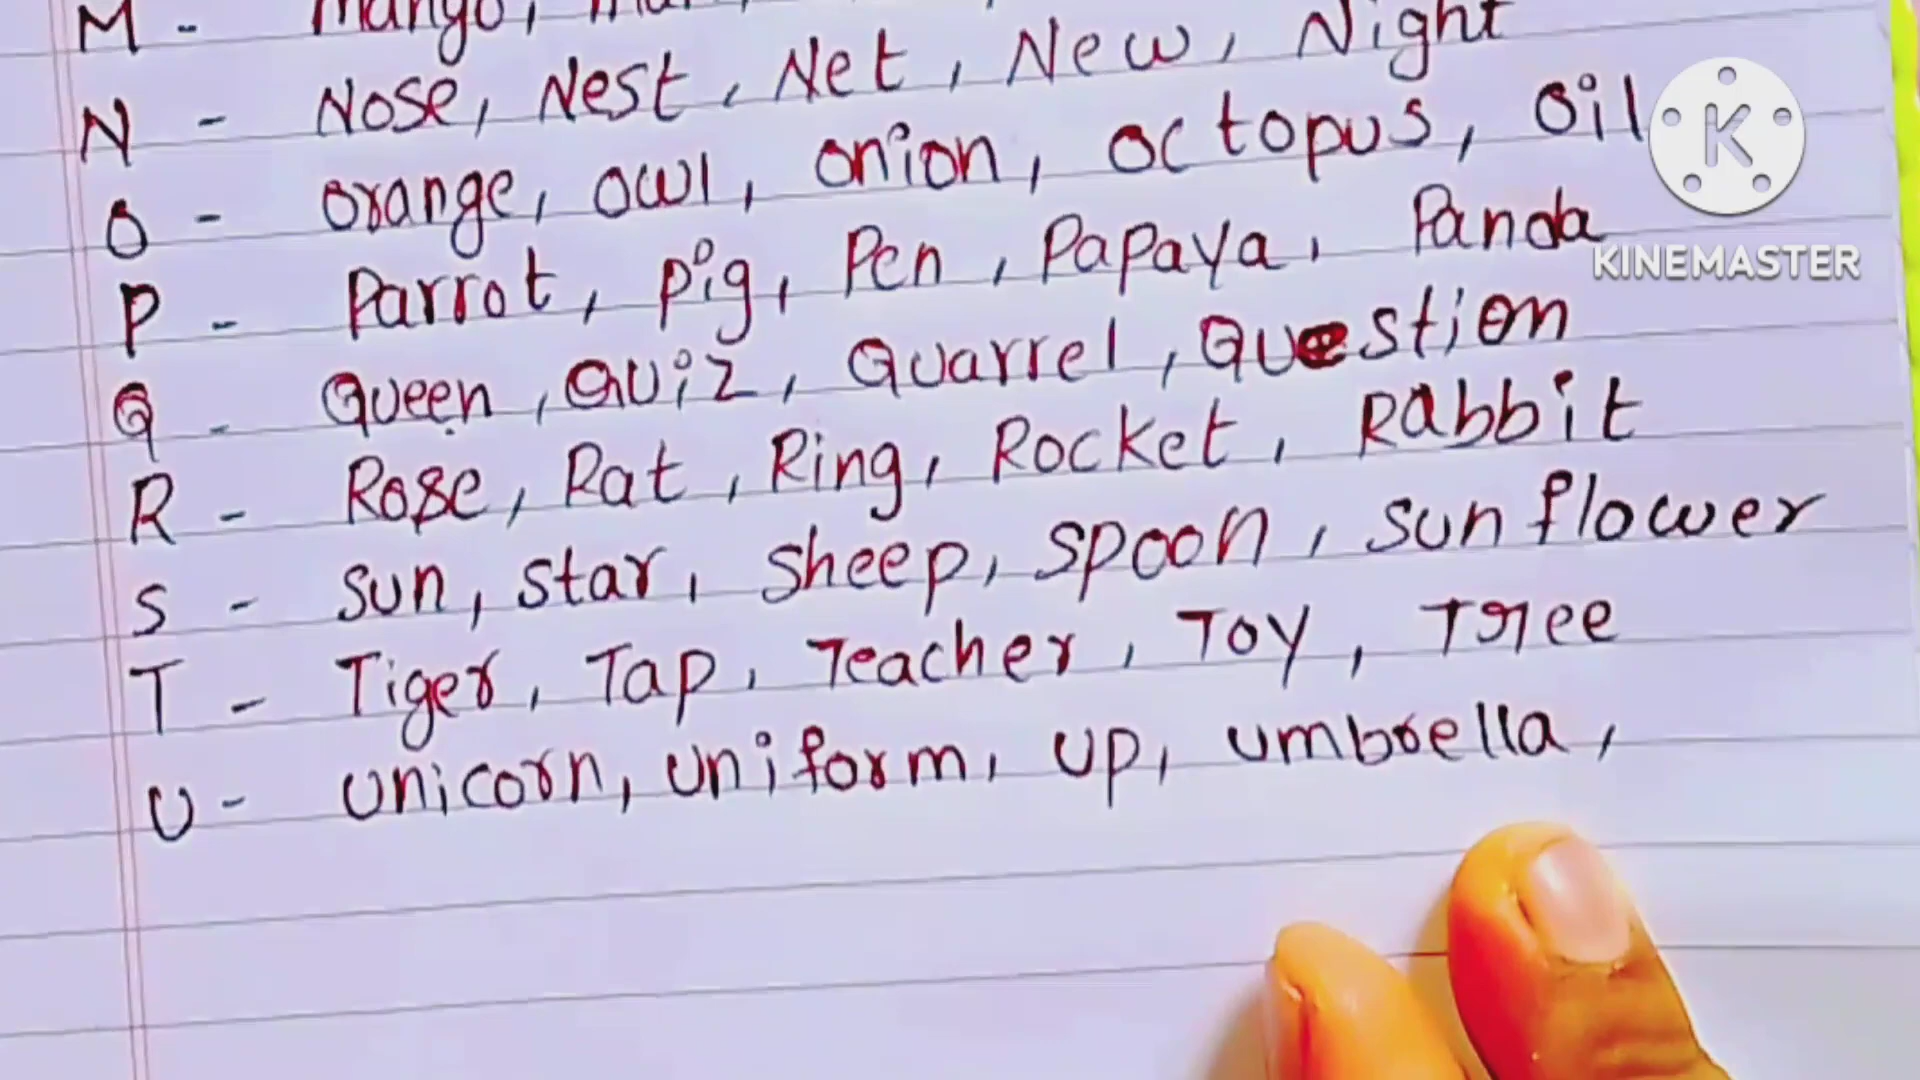 M - Mango,
N - Nose, Nest, Net, New, Night
O - Orange, Owl, Onion, Octopus, Oil
P - Parrot, Pig, Pen, Papaya, Panda
Q - Queen, Quiz, Quarrel, Question
R - Rose, Rat, Ring, Rocket, Rabbit
S - Sun, Star, Sheep, Spoon, Sunflower
T - Tiger, Tap, Teacher, Toy, Tree
U - Unicorn, Uniform, Up, Umbrella,
KINEMASTER